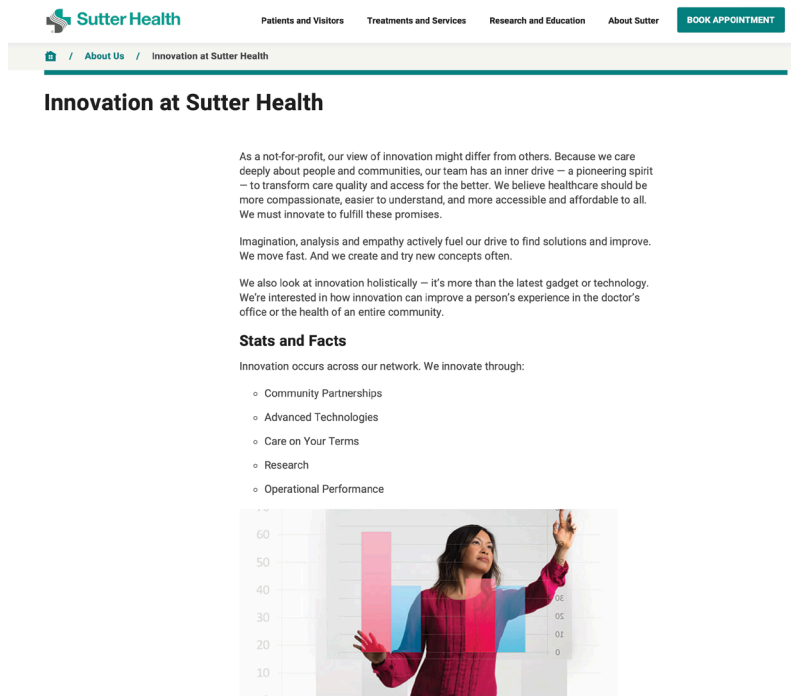 Sutter Health
Patients and Visitors
Treatments and Services
Research and Education
About Sutter
BOOK APPOINTMENT
/ About Us / Innovation at Sutter Health
Innovation at Sutter Health
As a not-for-profit, our view of innovation might differ from others. Because we care
deeply about people and communities, our team has an inner drive — a pioneering spirit
— to transform care quality and access for the better. We believe healthcare should be
more compassionate, easier to understand, and more accessible and affordable to all.
We must innovate to fulfill these promises.
Imagination, analysis and empathy actively fuel our drive to find solutions and improve.
We move fast. And we create and try new concepts often.
We also look at innovation holistically — it's more than the latest gadget or technology.
We're interested in how innovation can improve a person's experience in the doctor's
office or the health of an entire community.
Stats and Facts
Innovation occurs across our network. We innovate through:
Community Partnerships
Advanced Technologies
Care on Your Terms
Research
Operational Performance
60
50
40
30
20
10
30
20
10
0